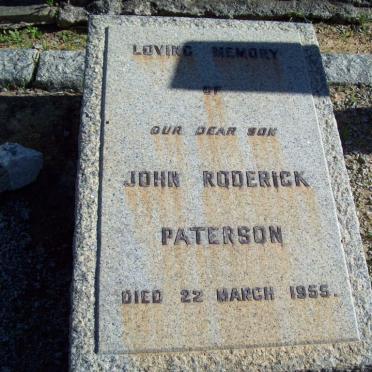 LOVING MEMORY
OF
OUR DEAR SON
JOHN RODERICK
PATERSON
DIED 22 MARCH 1955.